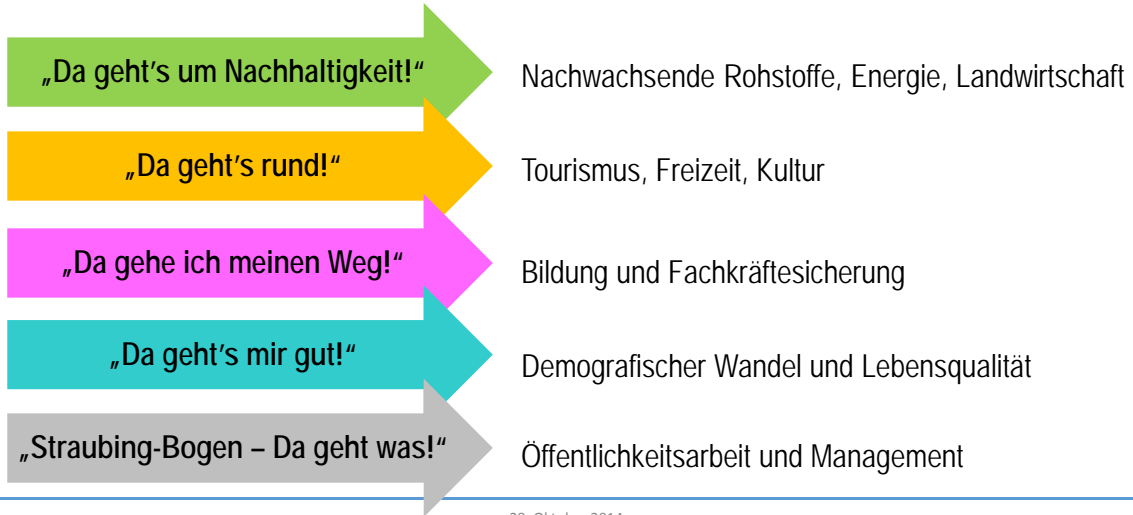 „Da geht's um Nachhaltigkeit!“ Nachwachsende Rohstoffe, Energie, Landwirtschaft
„Da geht's rund!“ Tourismus, Freizeit, Kultur
„Da gehe ich meinen Weg!“ Bildung und Fachkräftesicherung
„Da geht's mir gut!“ Demografischer Wandel und Lebensqualität
„Straubing-Bogen – Da geht was!“ Öffentlichkeitsarbeit und Management